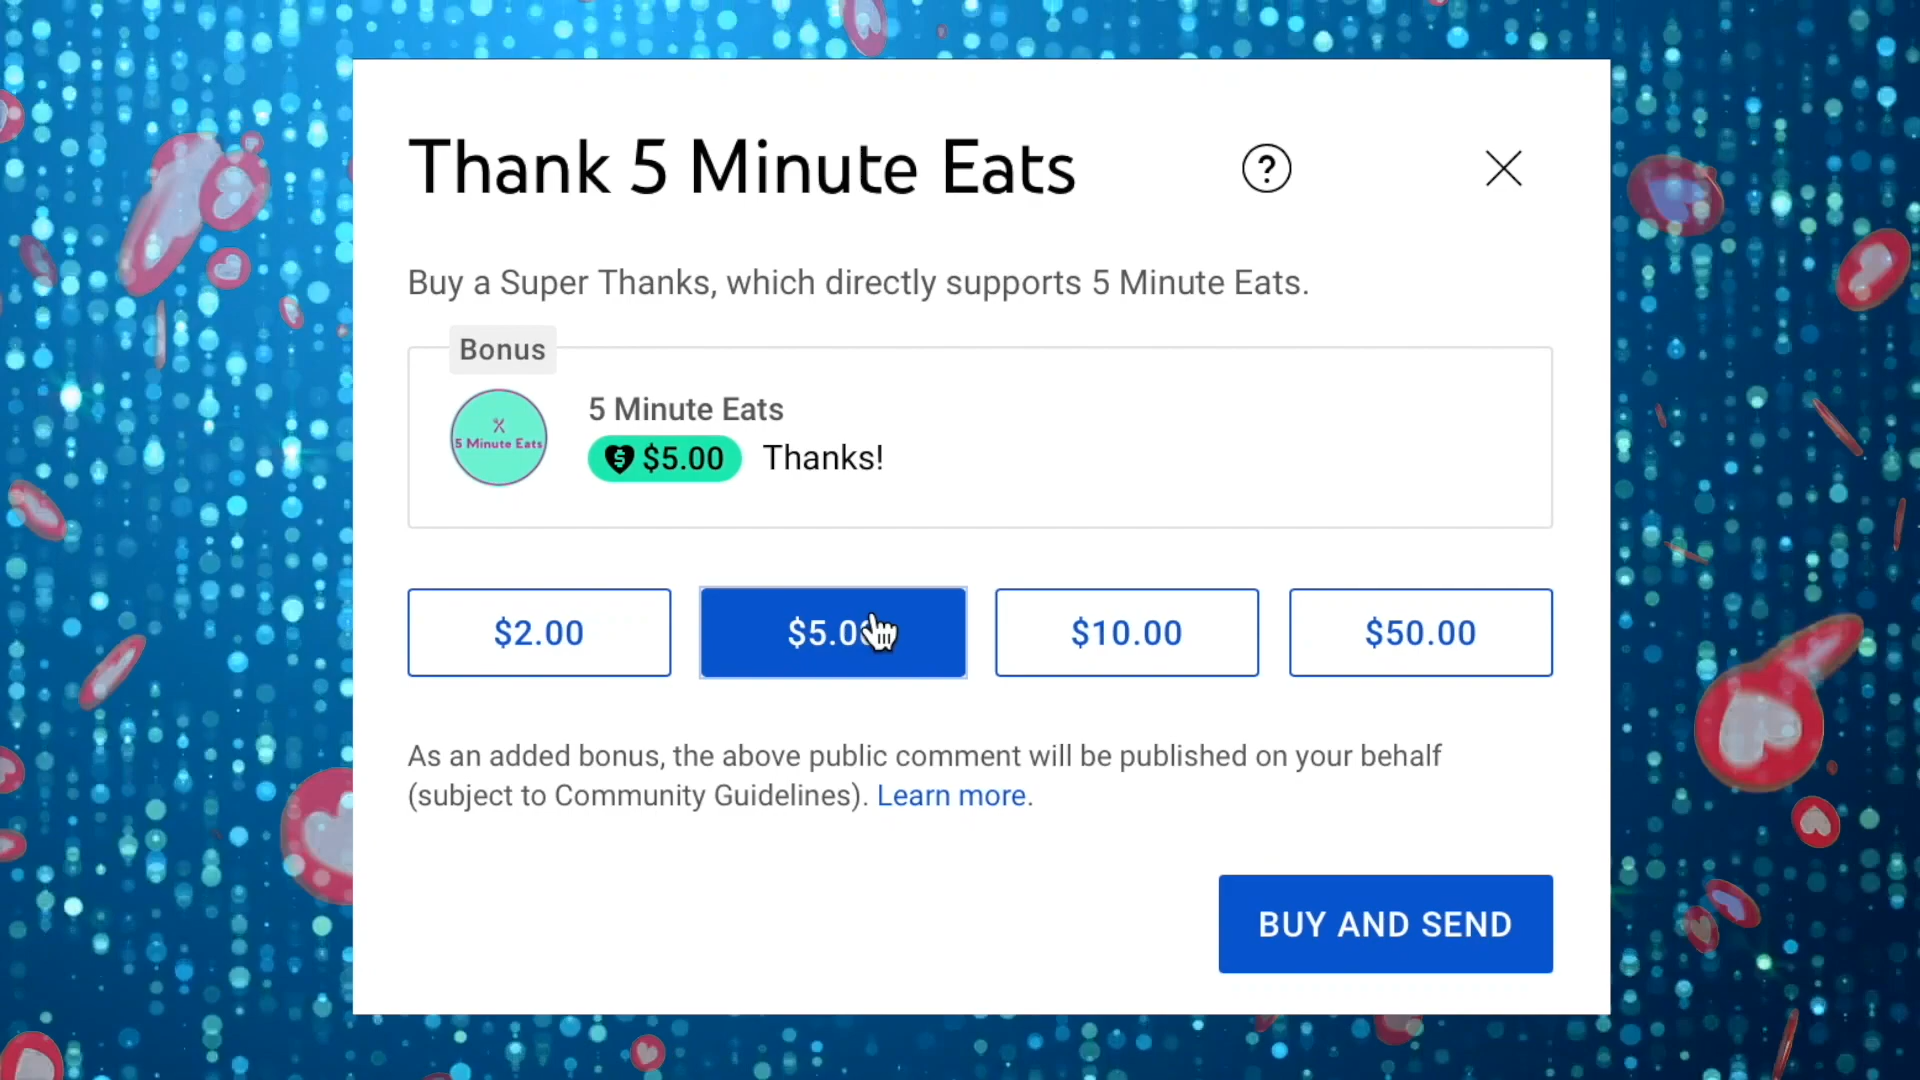 Thank 5 Minute Eats
?
Buy a Super Thanks, which directly supports 5 Minute Eats.
Bonus
5 Minute Eats
5 Minute Eats
$ $5.00 Thanks!
$2.00 $5.0 $10.00 $50.00
As an added bonus, the above public comment will be published on your behalf
(subject to Community Guidelines). Learn more.
BUY AND SEND